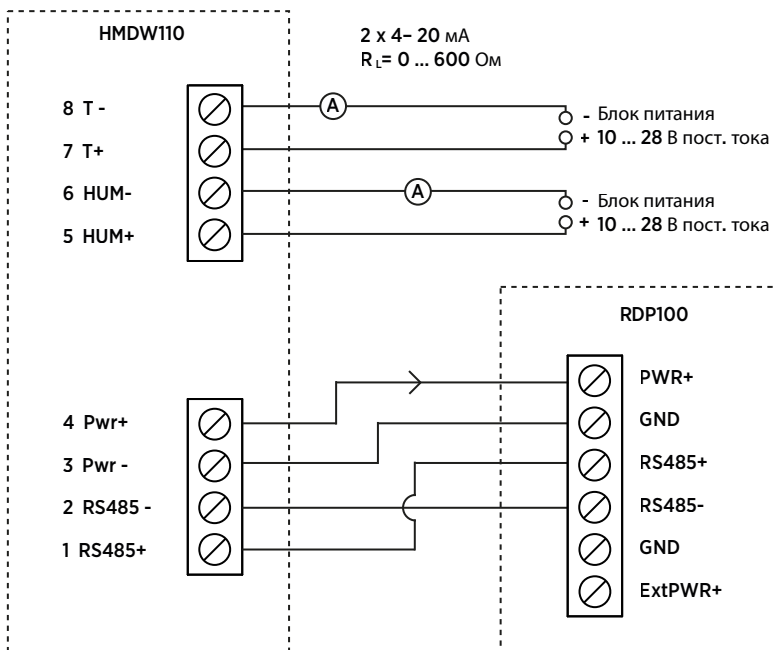 HMDW110
2 x 4– 20 мА
R L= 0 ... 600 Ом
8 T -
7 T+
6 HUM-
5 HUM+
A
- Блок питания
+ 10 ... 28 В пост. тока
A
- Блок питания
+ 10 ... 28 В пост. тока
RDP100
4 Pwr+
3 Pwr -
2 RS485 -
1 RS485+
PWR+
GND
RS485+
RS485-
GND
ExtPWR+